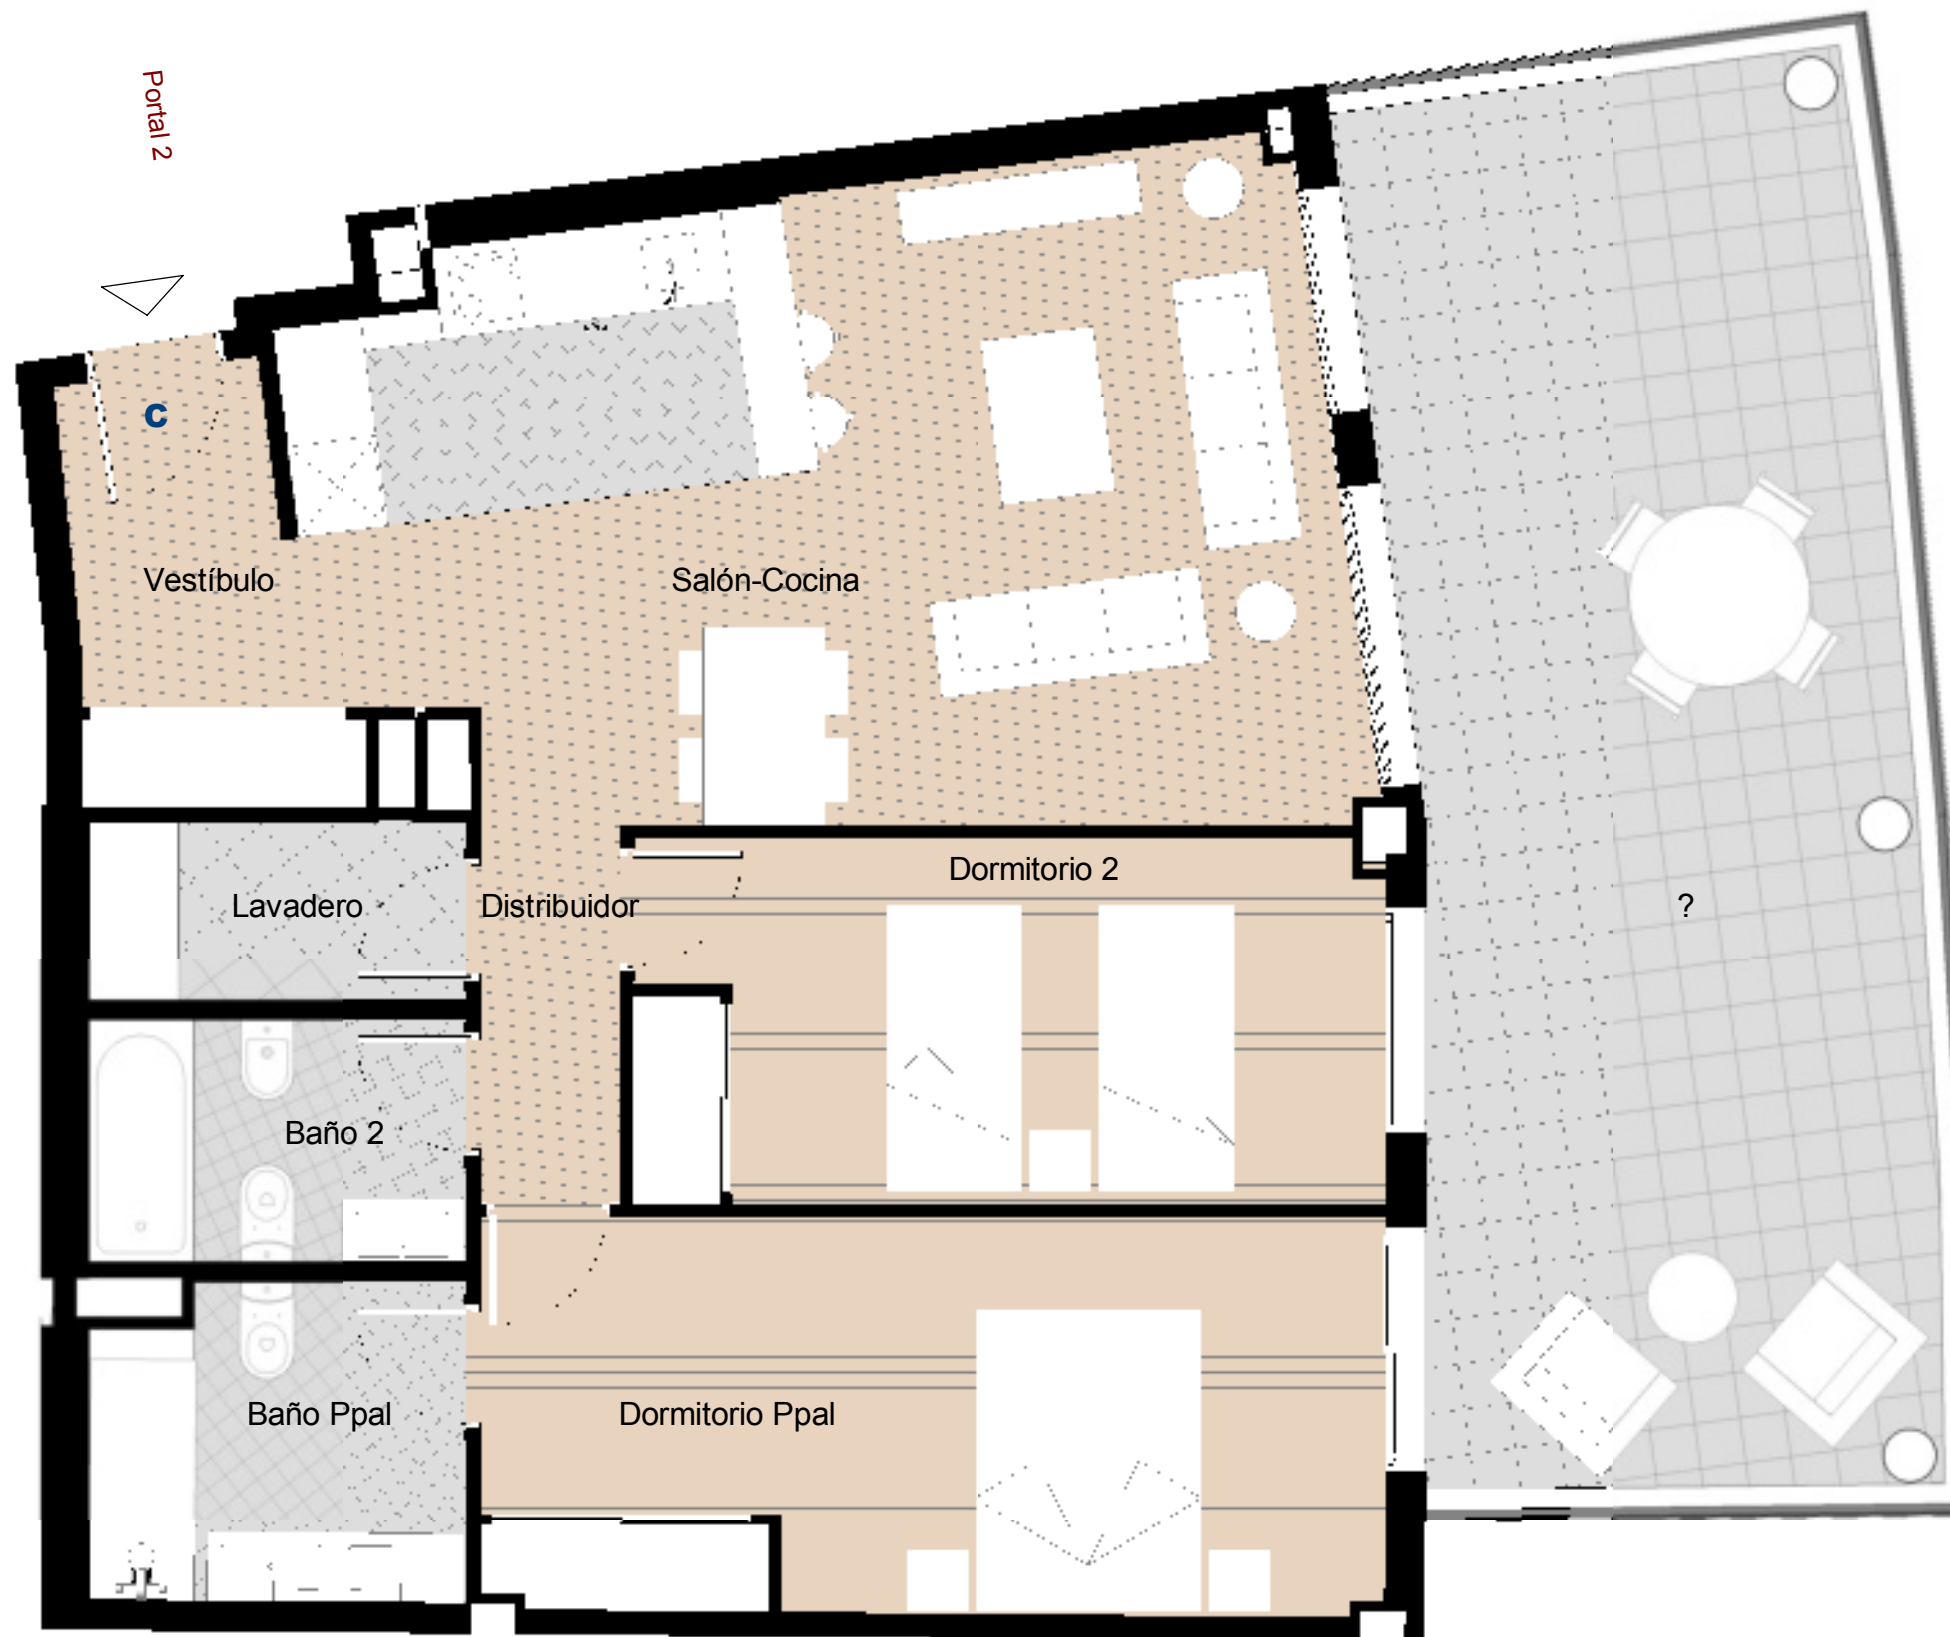 Portal 2
C
Vestíbulo
Salón-Cocina
Dormitorio 2
Lavadero
Distribuidor
?
Baño 2
Baño Ppal
Dormitorio Ppal